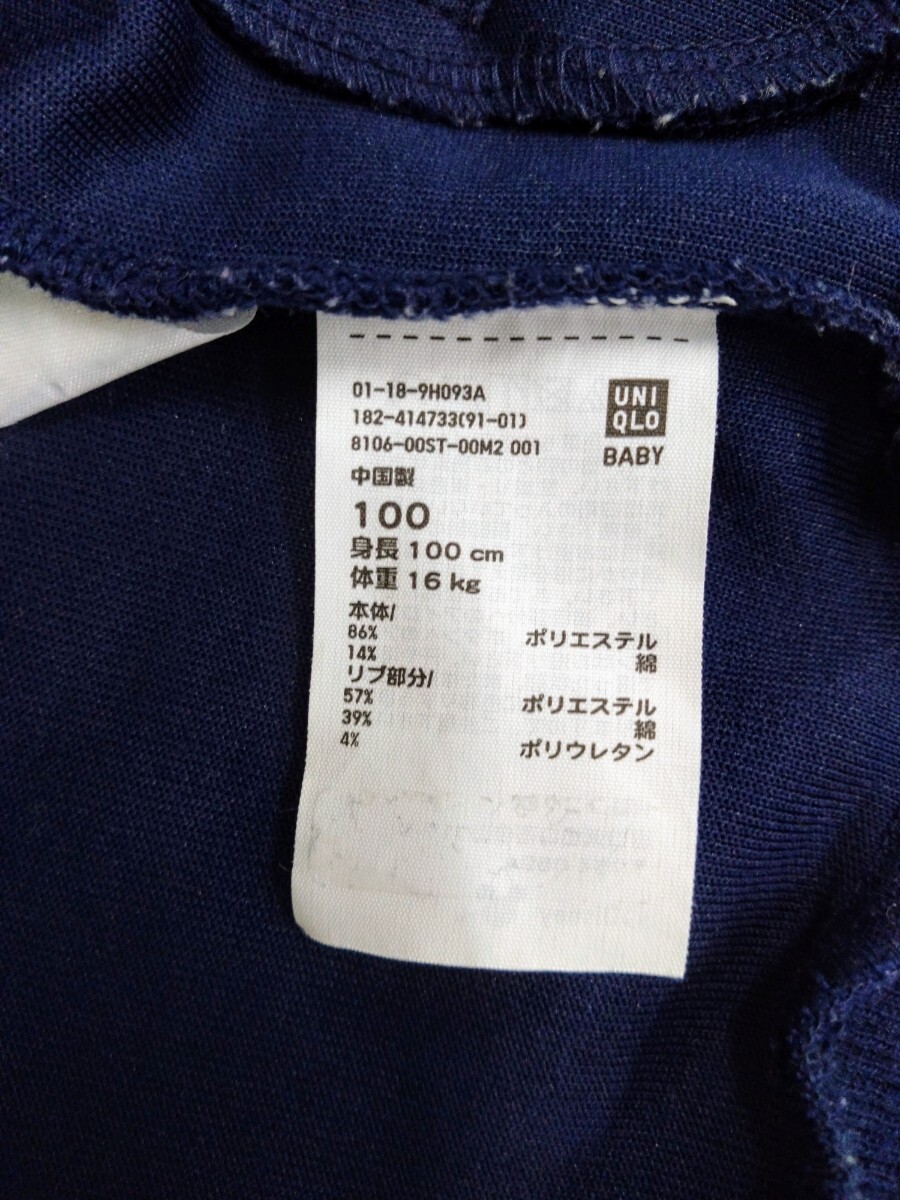 01-18-9H093A
182-414733(91-01)
8106-00ST-00M2 001
UNI
QLO
BABY
中国製
100
身長 100 cm
体重 16 kg
本体/
86% ポリエステル
14% 綿
リブ部分/
57% ポリエステル
39% 綿
4% ポリウレタン